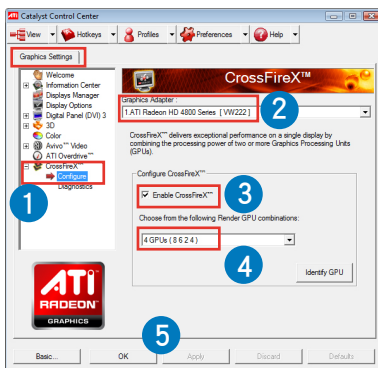 ATI Catalyst Control Center
View Hotkeys Profiles Preferences Help
Graphics Settings
Welcome
Information Center
Displays Manager
Display Options
Digital Panel (DVI) 3
3D
Color
Avivo™ Video
ATI Overdrive™
CrossFireX™
Configure
Diagnostics
1
ATI
RADEON
GRAPHICS
CrossFireX™
Graphics Adapter :
1.ATI Radeon HD 4800 Series [ VW222 ]
2
CrossFireX™ delivers exceptional performance on a single display by
combining the processing power of two or more Graphics Processing Units
(GPUs).
Configure CrossFireX™
Enable CrossFireX™
3
Choose from the following Render GPU combinations:
4 GPUs ( 8 6 2 4 )
4
Identify GPU
5
Basic... OK Apply Discard Defaults